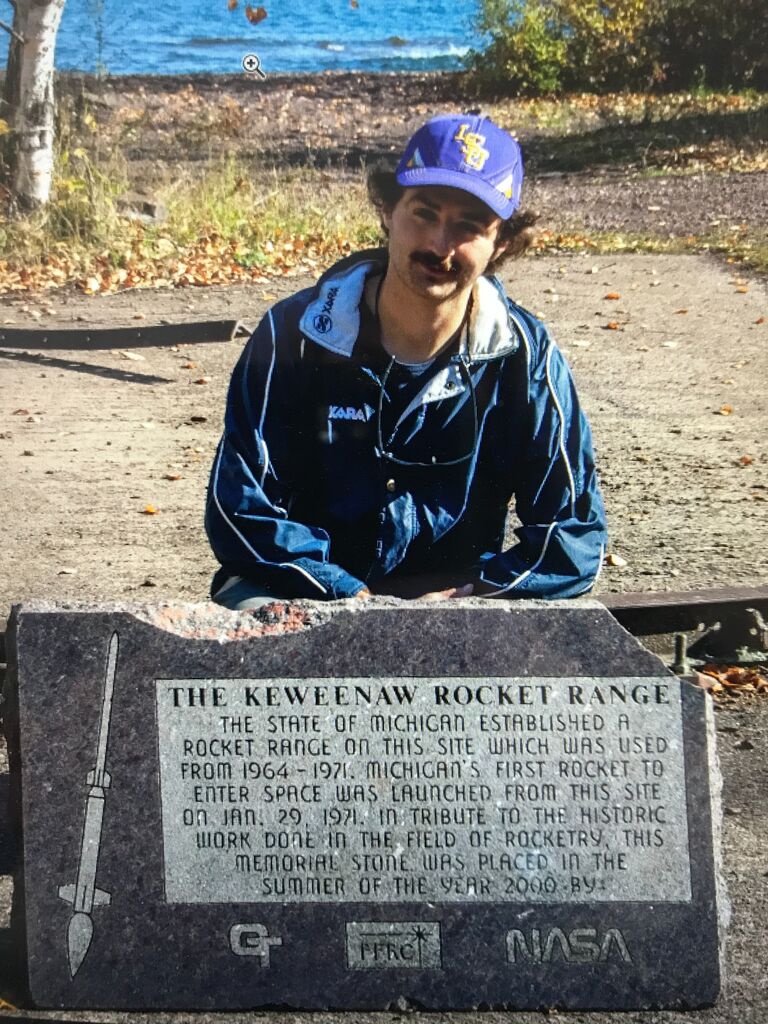 LSU
XARA
XARA
THE KEWEENAW ROCKET RANGE
THE STATE OF MICHIGAN ESTABLISHED A
ROCKET RANGE ON THIS SITE WHICH WAS USED
FROM 1964 - 1971. MICHIGAN'S FIRST ROCKET TO
ENTER SPACE WAS LAUNCHED FROM THIS SITE
ON JAN. 29, 1971. IN TRIBUTE TO THE HISTORIC
WORK DONE IN THE FIELD OF ROCKETRY, THIS
MEMORIAL STONE WAS PLACED IN THE
SUMMER OF THE YEAR 2000 BY:
NASA